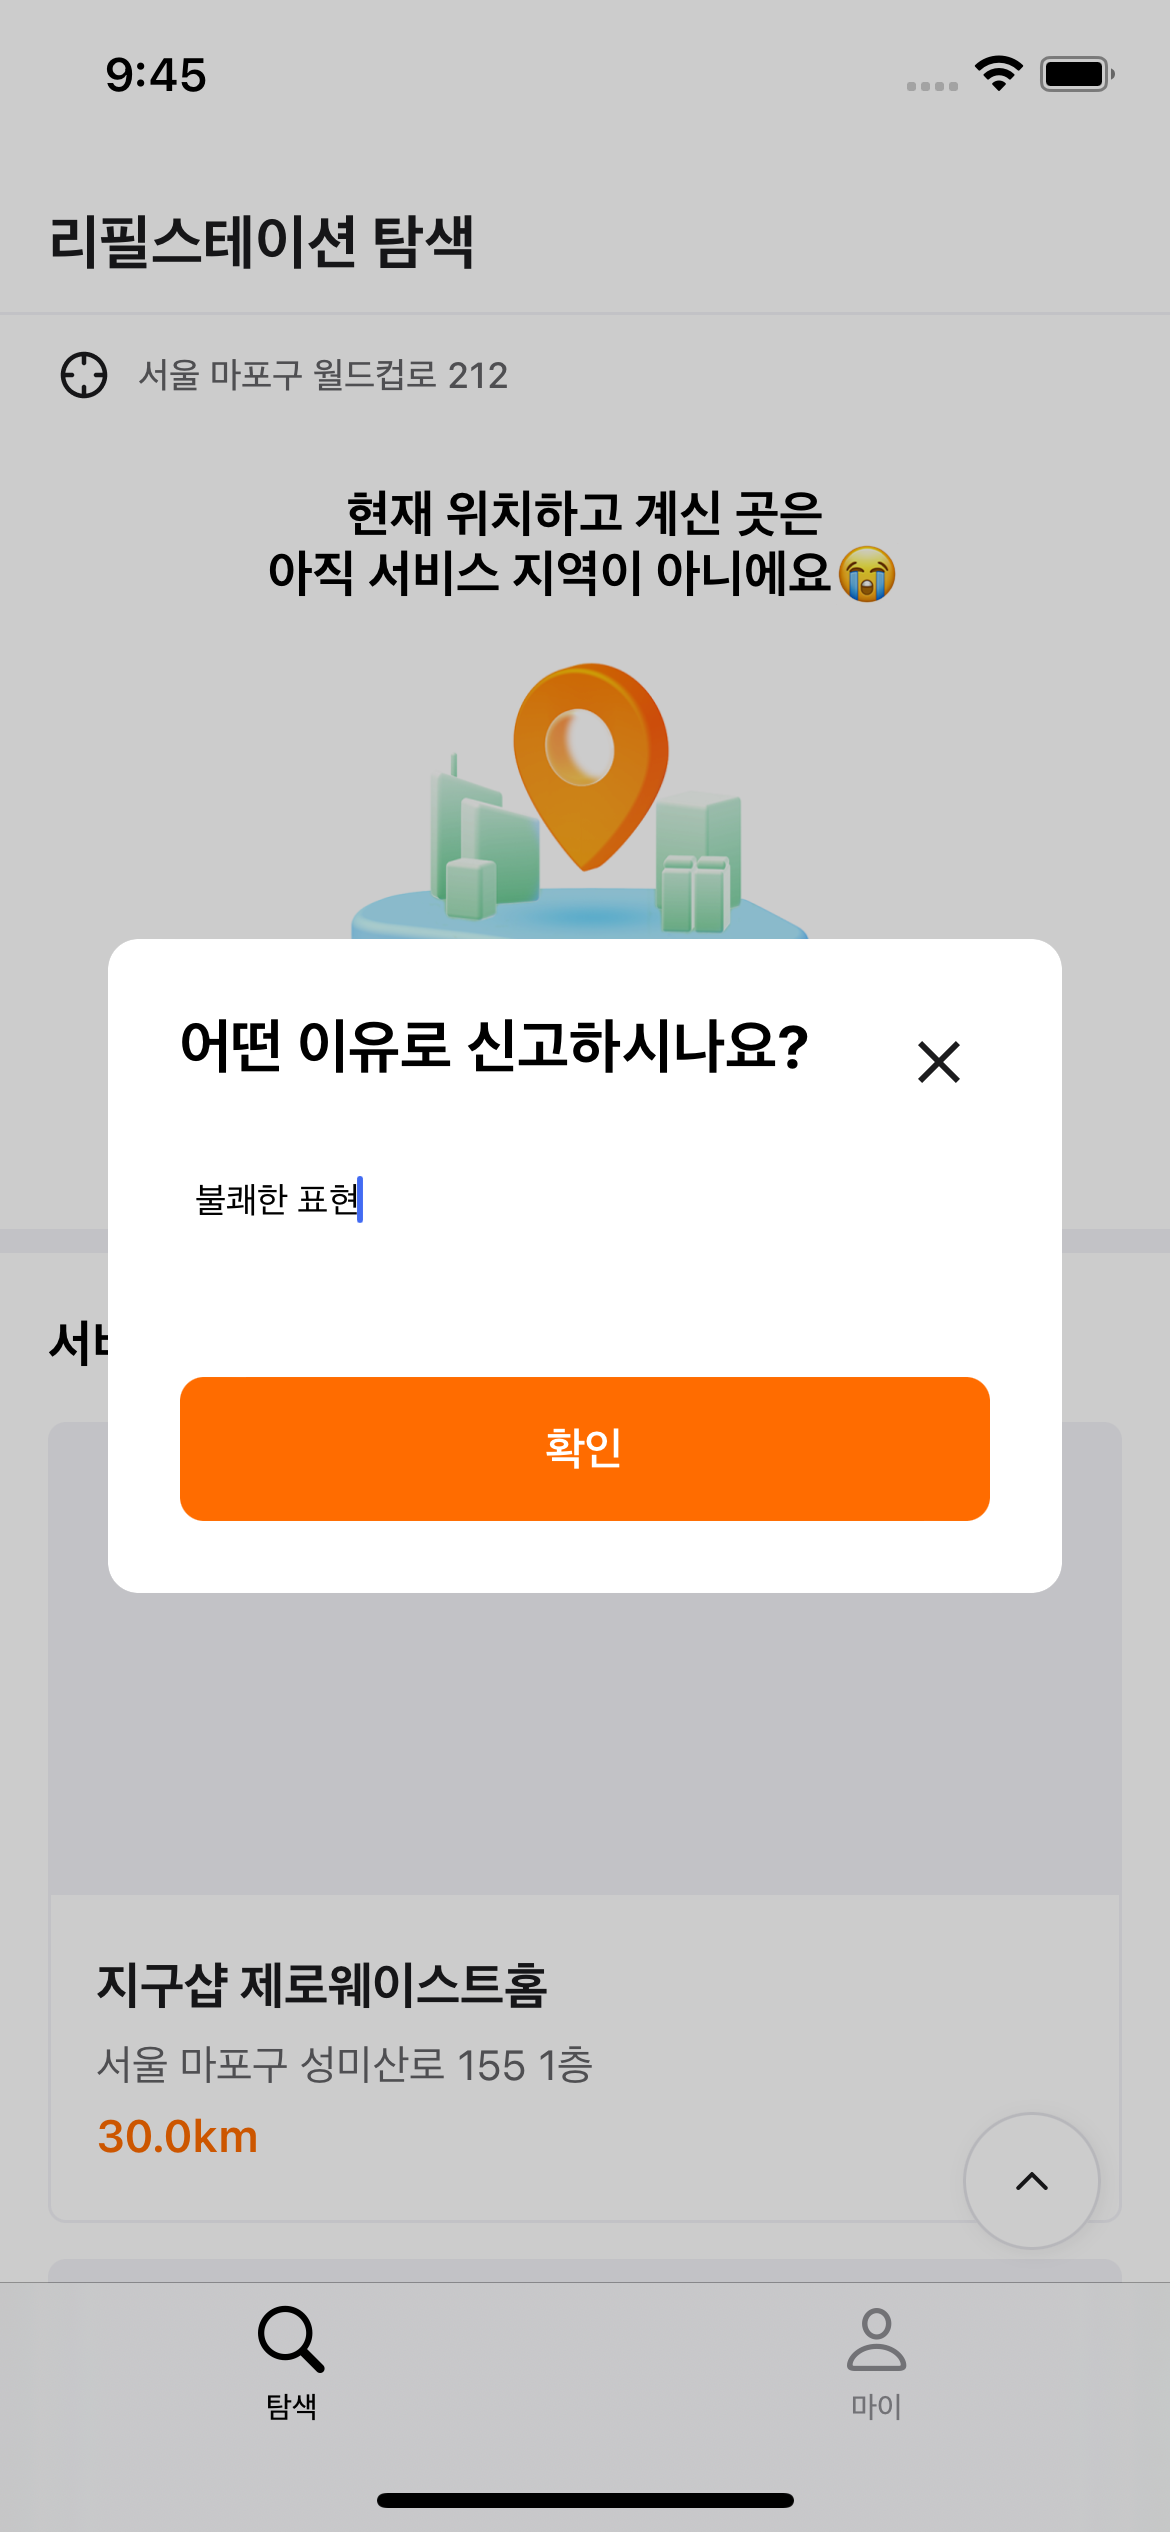 9:45
리필스테이션 탐색
서울 마포구 월드컵로 212
현재 위치하고 계신 곳은
아직 서비스 지역이 아니에요😭
어떤 이유로 신고하시나요?
불쾌한 표현
확인
지구샵 제로웨이스트홈
서울 마포구 성미산로 155 1층
30.0km
탐색
마이